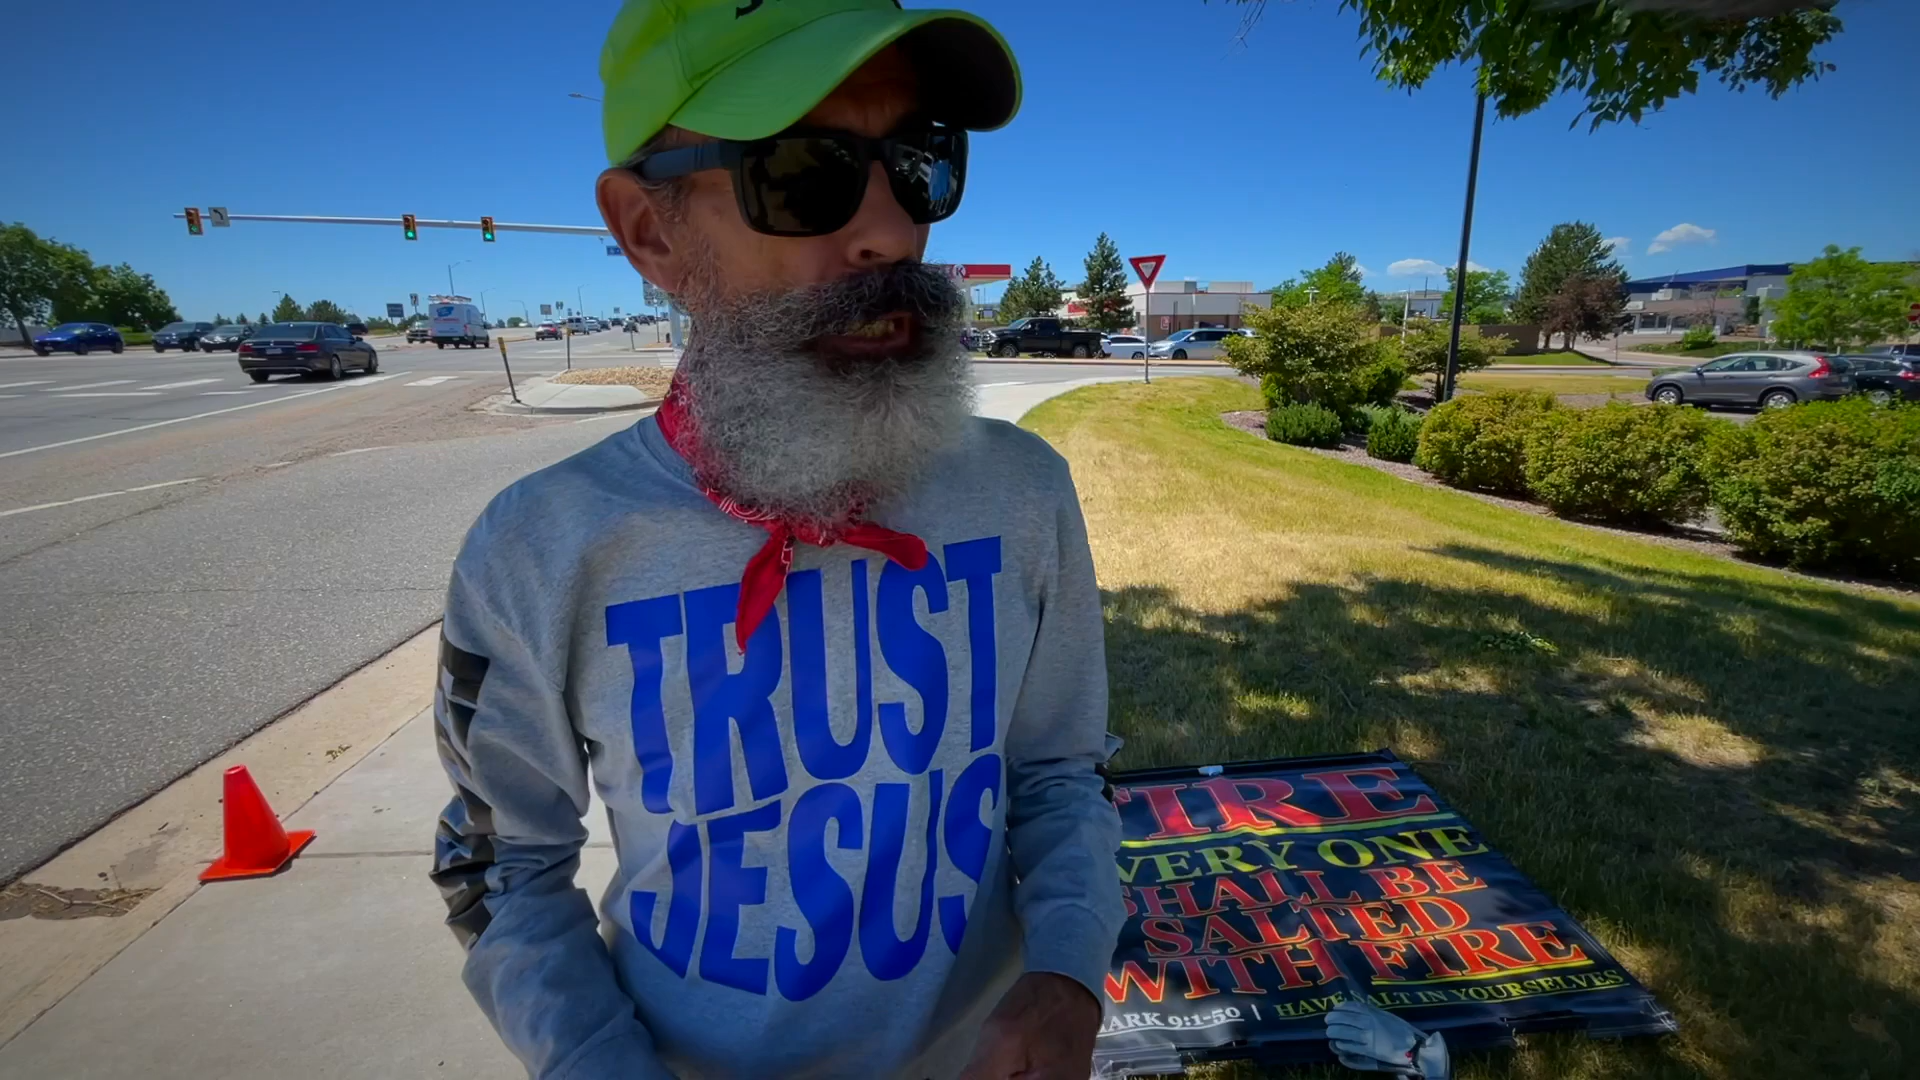 TRUST
JESUS
FIRE
VERY ONE
SHALL BE
SALTED
WITH FIRE
MARK 9:1-50 | HAVE SALT IN YOURSELVES
K